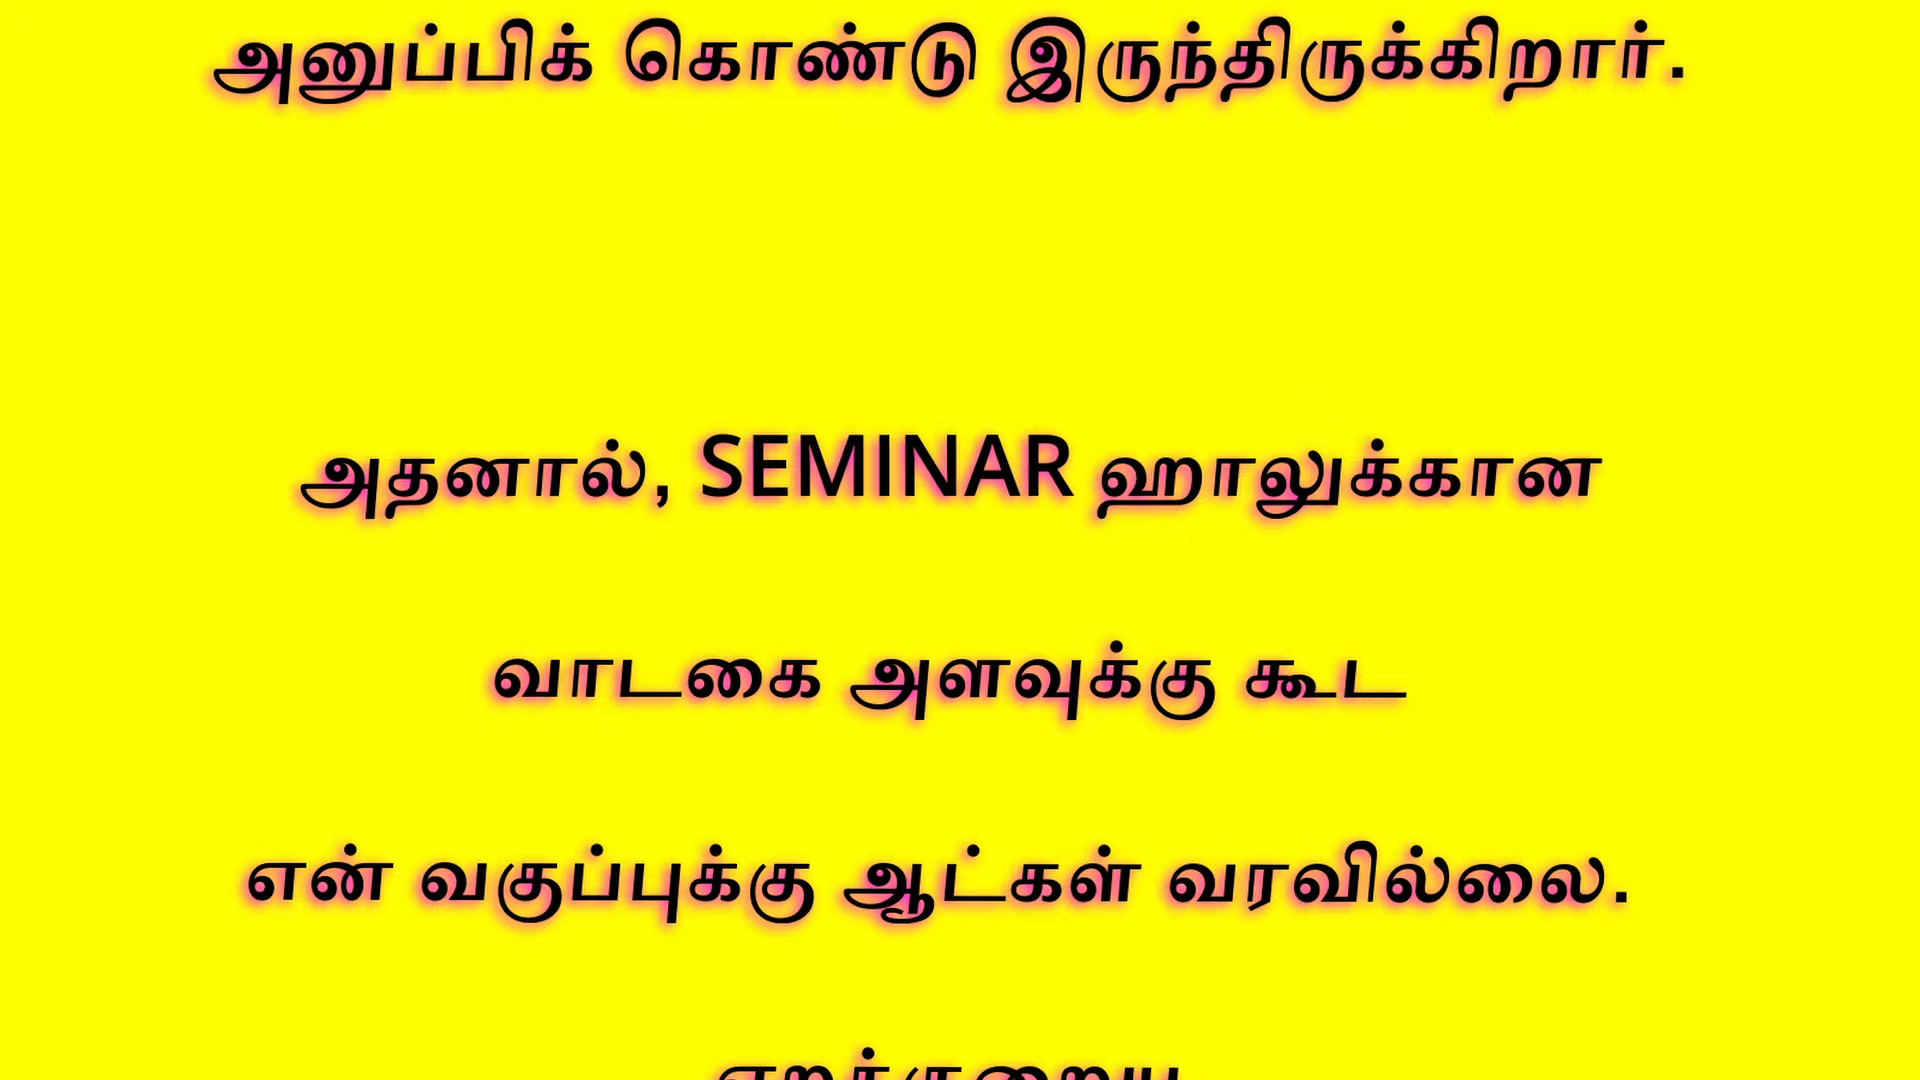 அனுப்பிக் கொண்டு இருந்திருக்கிறார்.
அதனால், SEMINAR ஹாலுக்கான
வாடகை அளவுக்கு கூட
என் வகுப்புக்கு ஆட்கள் வரவில்லை.